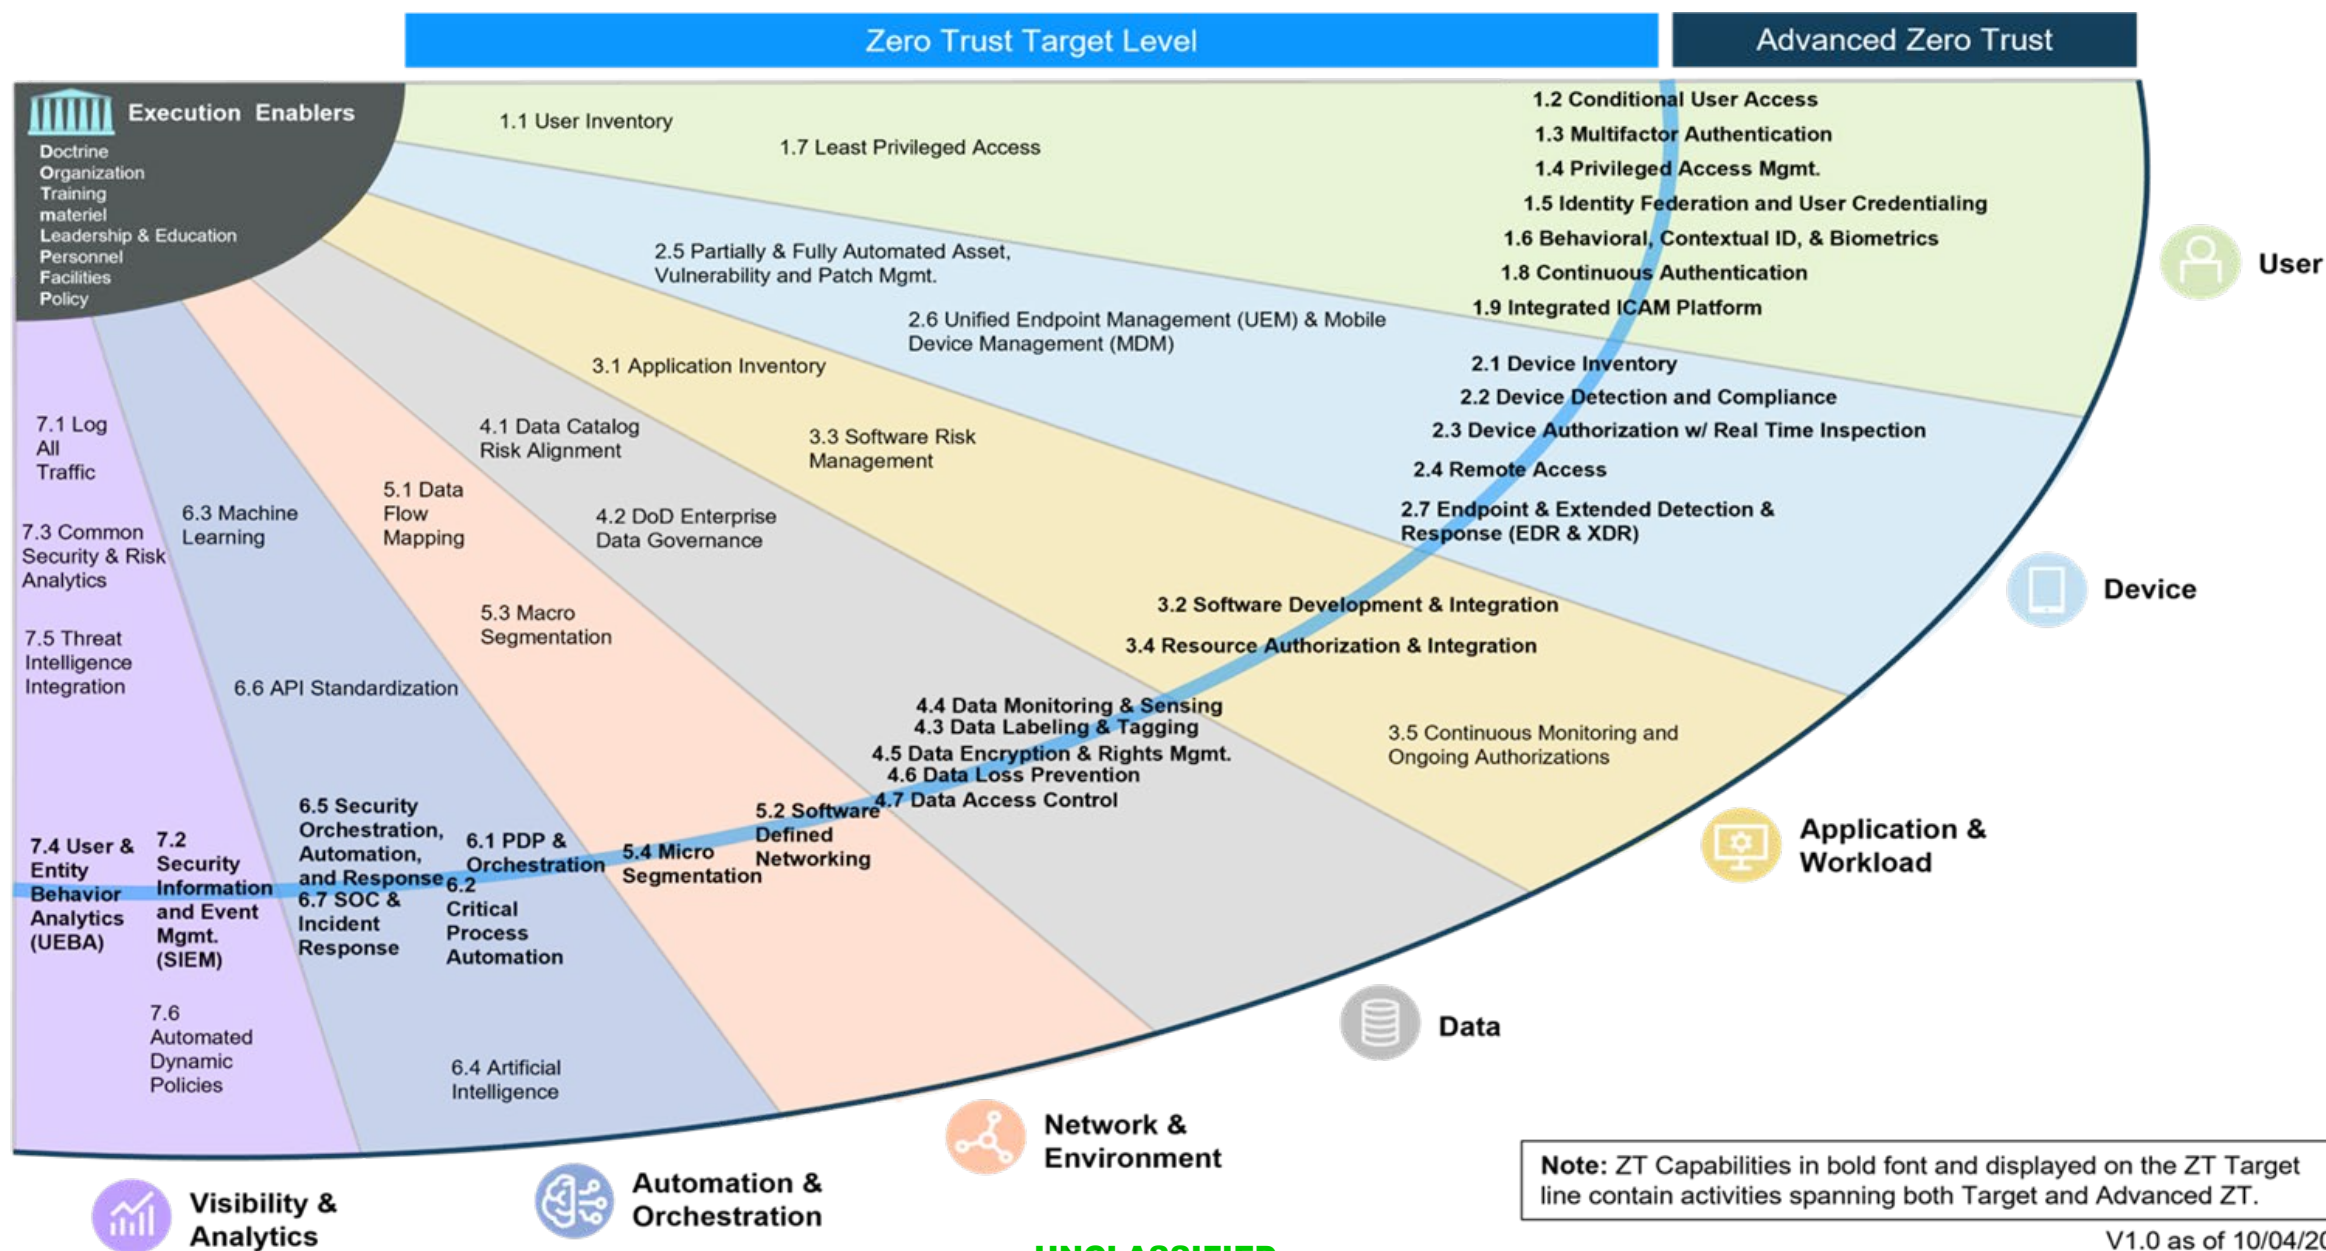 Zero Trust Target Level
Advanced Zero Trust
Execution Enablers
Doctrine
Organization
Training
materiel
Leadership & Education
Personnel
Facilities
Policy
1.1 User Inventory
1.7 Least Privileged Access
1.2 Conditional User Access
1.3 Multifactor Authentication
1.4 Privileged Access Mgmt.
1.5 Identity Federation and User Credentialing
1.6 Behavioral, Contextual ID, & Biometrics
1.8 Continuous Authentication
1.9 Integrated ICAM Platform
User
2.5 Partially & Fully Automated Asset,
Vulnerability and Patch Mgmt.
2.6 Unified Endpoint Management (UEM) & Mobile
Device Management (MDM)
2.1 Device Inventory
2.2 Device Detection and Compliance
2.3 Device Authorization w/ Real Time Inspection
2.4 Remote Access
2.7 Endpoint & Extended Detection &
Response (EDR & XDR)
Device
3.1 Application Inventory
3.3 Software Risk
Management
3.2 Software Development & Integration
3.4 Resource Authorization & Integration
3.5 Continuous Monitoring and
Ongoing Authorizations
Application &
Workload
4.1 Data Catalog
Risk Alignment
4.2 DoD Enterprise
Data Governance
4.4 Data Monitoring & Sensing
4.3 Data Labeling & Tagging
4.5 Data Encryption & Rights Mgmt.
4.6 Data Loss Prevention
4.7 Data Access Control
Data
5.1 Data
Flow
Mapping
5.3 Macro
Segmentation
5.2 Software
Defined
Networking
5.4 Micro
Segmentation
Network &
Environment
6.3 Machine
Learning
6.6 API Standardization
6.5 Security
Orchestration,
Automation,
and Response
6.7 SOC &
Incident
Response
6.1 PDP &
Orchestration
6.2
Critical
Process
Automation
6.4 Artificial
Intelligence
Automation &
Orchestration
7.1 Log
All
Traffic
7.3 Common
Security & Risk
Analytics
7.5 Threat
Intelligence
Integration
7.4 User &
Entity
Behavior
Analytics
(UEBA)
7.2
Security
Information
and Event
Mgmt.
(SIEM)
7.6
Automated
Dynamic
Policies
Visibility &
Analytics
Note: ZT Capabilities in bold font and displayed on the ZT Target
line contain activities spanning both Target and Advanced ZT.
V1.0 as of 10/04/20
UNCLASSIFIED